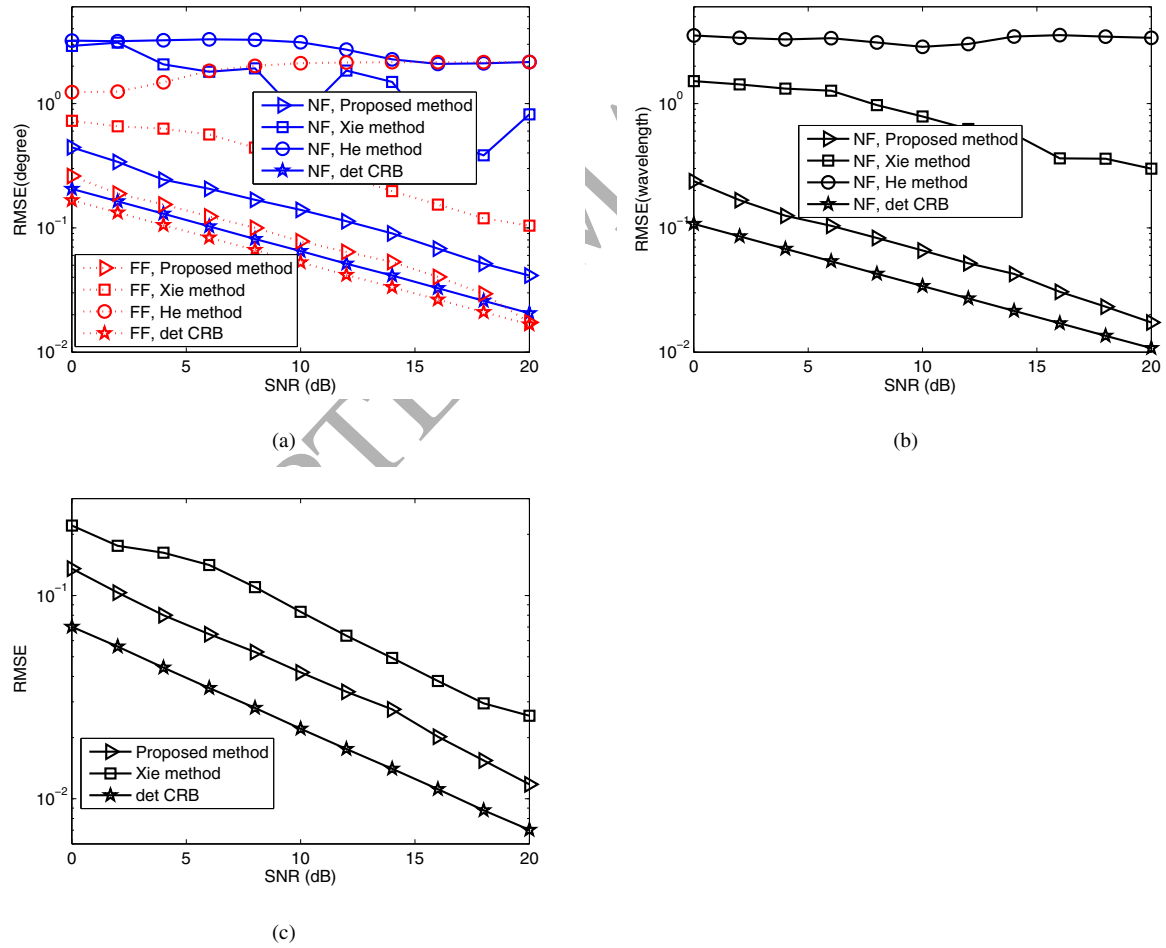 10^0
10^-1
10^-2
RMSE(degree)
NF, Proposed method
NF, Xie method
NF, He method
NF, det CRB
FF, Proposed method
FF, Xie method
FF, He method
FF, det CRB
0 5 10 15 20
SNR (dB)
(a)
10^0
10^-1
10^-2
RMSE(wavelength)
NF, Proposed method
NF, Xie method
NF, He method
NF, det CRB
0 5 10 15 20
SNR (dB)
(b)
10^-1
10^-2
RMSE
Proposed method
Xie method
det CRB
0 5 10 15 20
SNR (dB)
(c)